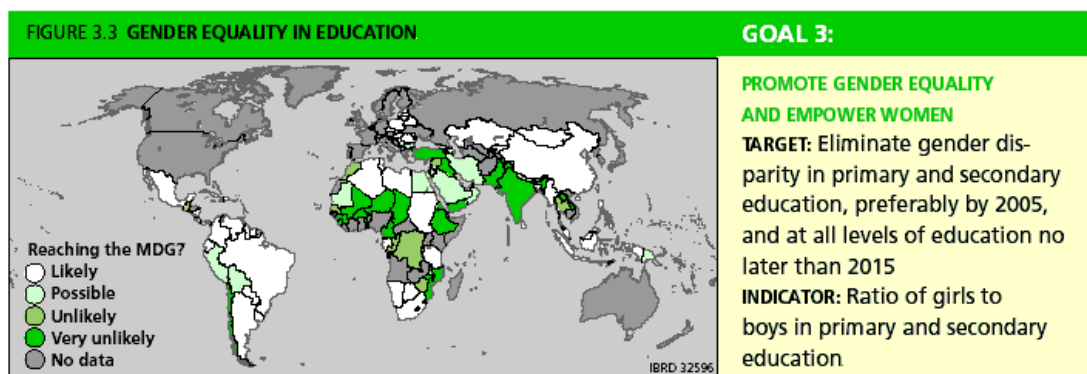 FIGURE 3.3 GENDER EQUALITY IN EDUCATION
Reaching the MDG?
Likely
Possible
Unlikely
Very unlikely
No data
IBRD 32596
GOAL 3:
PROMOTE GENDER EQUALITY
AND EMPOWER WOMEN
TARGET: Eliminate gender dis-
parity in primary and secondary
education, preferably by 2005,
and at all levels of education no
later than 2015
INDICATOR: Ratio of girls to
boys in primary and secondary
education